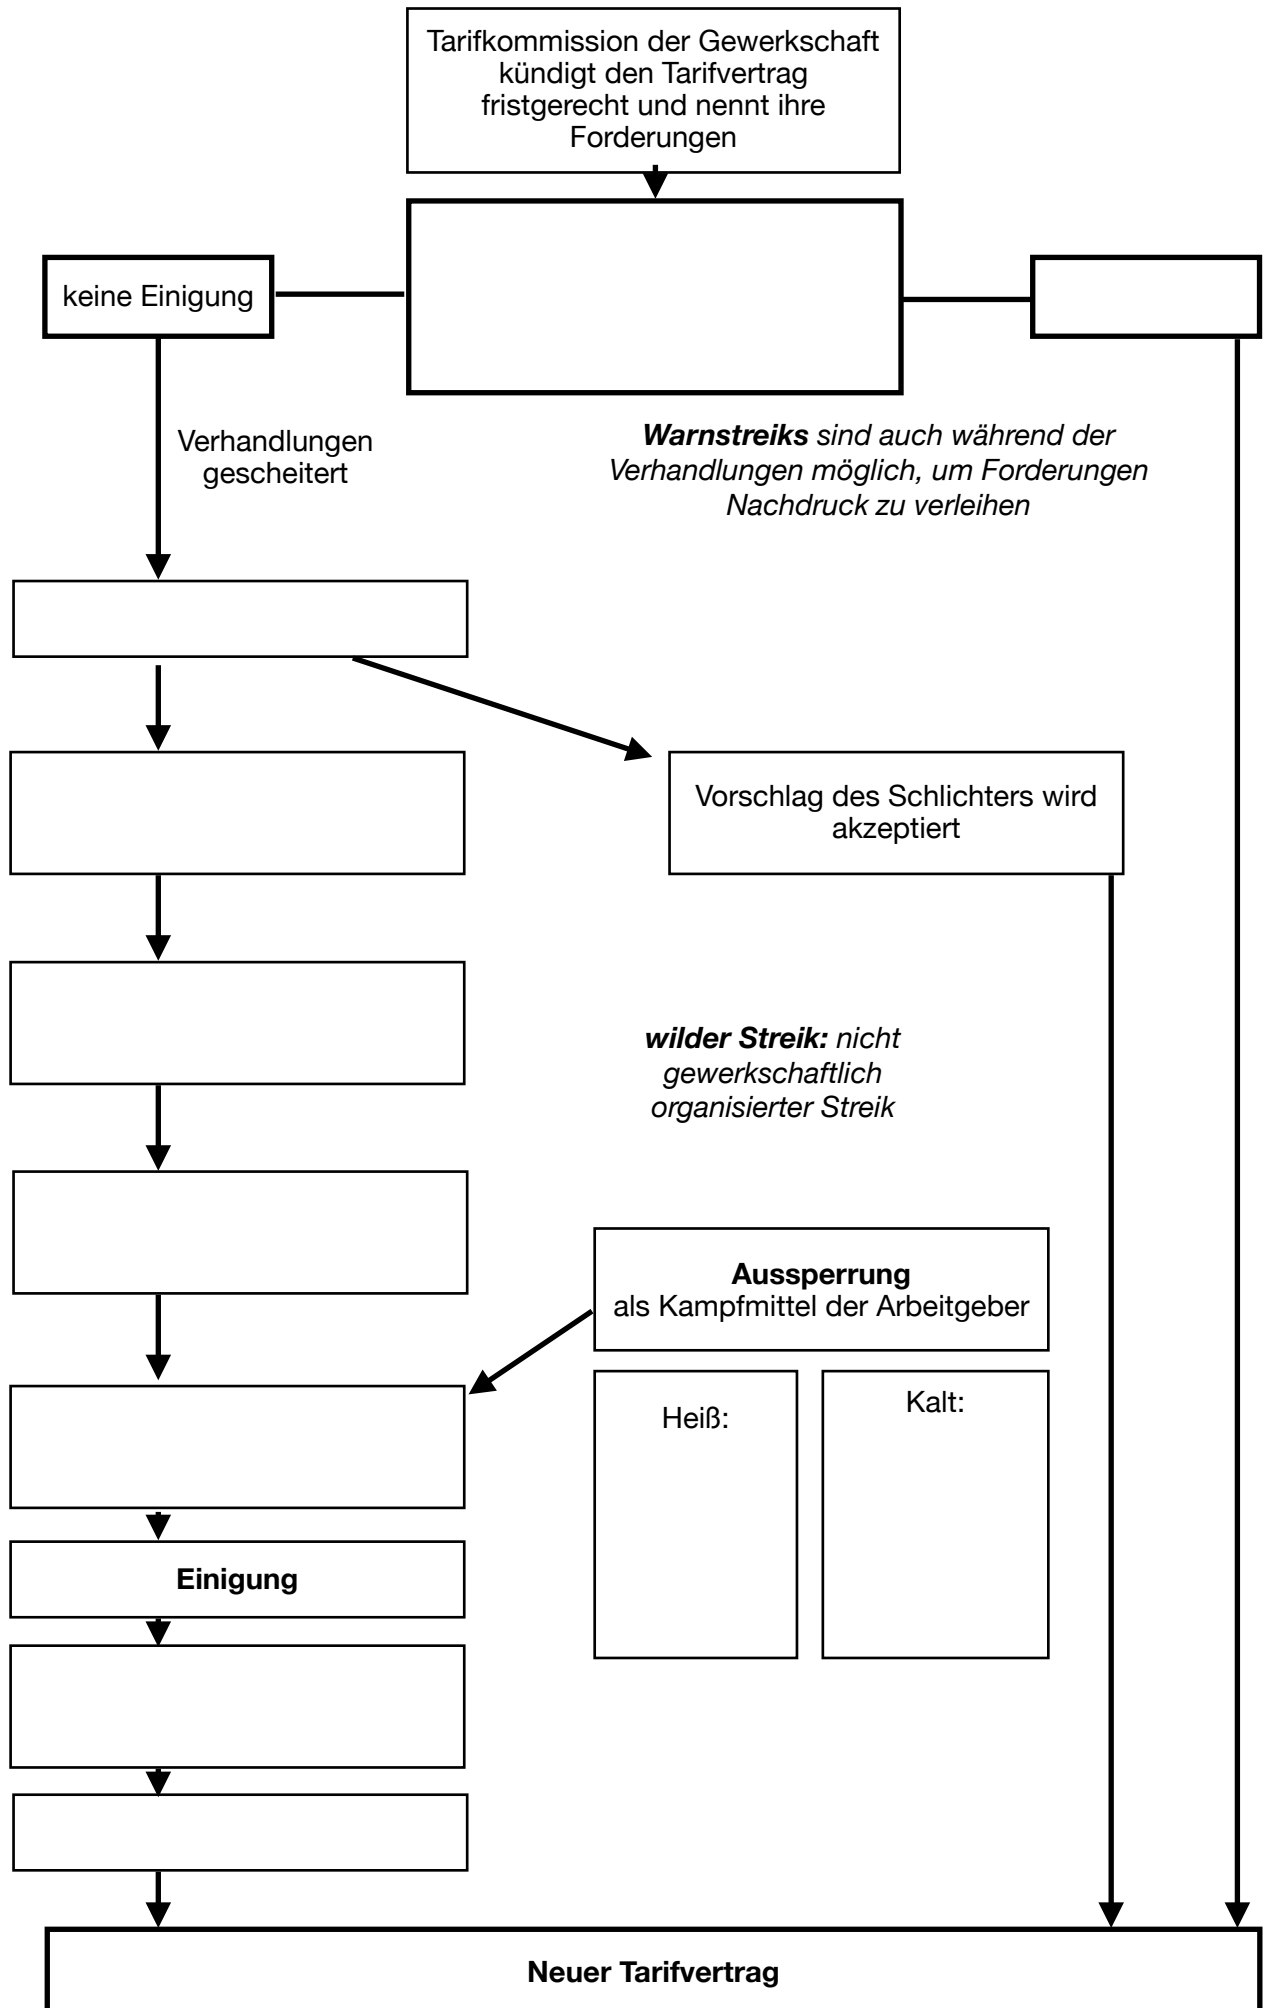 Tarifkommission der Gewerkschaft
kündigt den Tarifvertrag
fristgerecht und nennt ihre
Forderungen
keine Einigung
Verhandlungen
gescheitert
Warnstreiks sind auch während der
Verhandlungen möglich, um Forderungen
Nachdruck zu verleihen
Vorschlag des Schlichters wird
akzeptiert
wilder Streik: nicht
gewerkschaftlich
organisierter Streik
Aussperrung
als Kampfmittel der Arbeitgeber
Heiß:
Kalt:
Einigung
Neuer Tarifvertrag